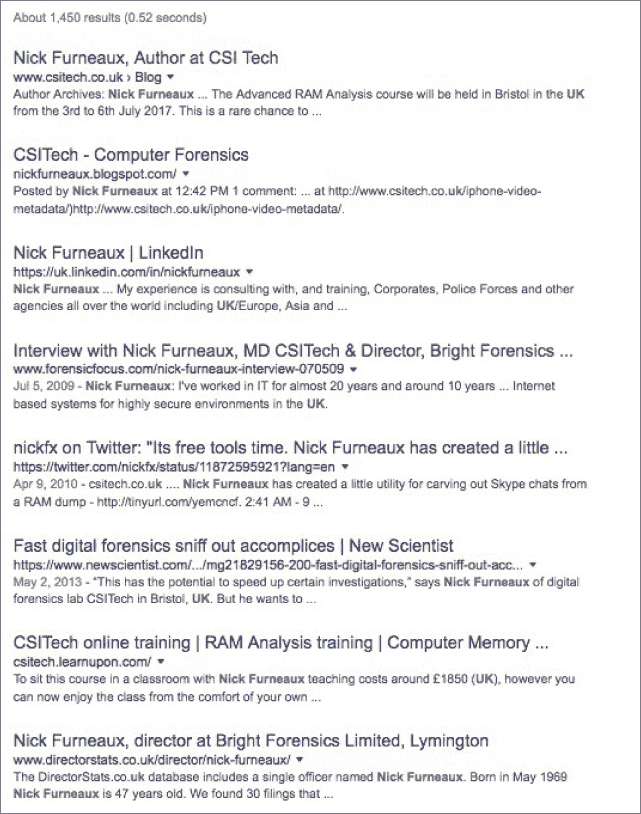 About 1,450 results (0.52 seconds)
Nick Furneaux, Author at CSI Tech
www.csitech.co.uk › Blog ▼
Author Archives: Nick Furneaux ... The Advanced RAM Analysis course will be held in Bristol in the UK
from the 3rd to 6th July 2017. This is a rare chance to ...
CSITech - Computer Forensics
nickfurneaux.blogspot.com/ ▼
Posted by Nick Furneaux at 12:42 PM 1 comment: ... at http://www.csitech.co.uk/iphone-video-
metadata/)http://www.csitech.co.uk/iphone-video-metadata/.
Nick Furneaux | LinkedIn
https://uk.linkedin.com/in/nickfurneaux ▼
Nick Furneaux ... My experience is consulting with, and training, Corporates, Police Forces and other
agencies all over the world including UK/Europe, Asia and ...
Interview with Nick Furneaux, MD CSITech & Director, Bright Forensics ...
www.forensicfocus.com/nick-furneaux-interview-070509 ▼
Jul 5, 2009 - Nick Furneaux: I've worked in IT for almost 20 years and around 10 years ... Internet
based systems for highly secure environments in the UK.
nickfx on Twitter: "Its free tools time. Nick Furneaux has created a little ...
https://twitter.com/nickfx/status/11872595921?lang=en ▼
Apr 9, 2010 - csitech.co.uk .... Nick Furneaux has created a little utility for carving out Skype chats from
a RAM dump - http://tinyurl.com/yemcncf. 2:41 AM - 9 ...
Fast digital forensics sniff out accomplices | New Scientist
https://www.newscientist.com/.../mg21829156-200-fast-digital-forensics-sniff-out-acc... ▼
May 2, 2013 - “This has the potential to speed up certain investigations,” says Nick Furneaux of digital
forensics lab CSITech in Bristol, UK. But he wants to ...
CSITech online training | RAM Analysis training | Computer Memory ...
csitech.learnupon.com/ ▼
To sit this course in a classroom with Nick Furneaux teaching costs around £1850 (UK), however you
can now enjoy the class from the comfort of your own ...
Nick Furneaux, director at Bright Forensics Limited, Lymington
www.directorstats.co.uk/director/nick-furneaux/ ▼
The DirectorStats.co.uk database includes a single officer named Nick Furneaux. Born in May 1969
Nick Furneaux is 47 years old. We found 30 filings that ...